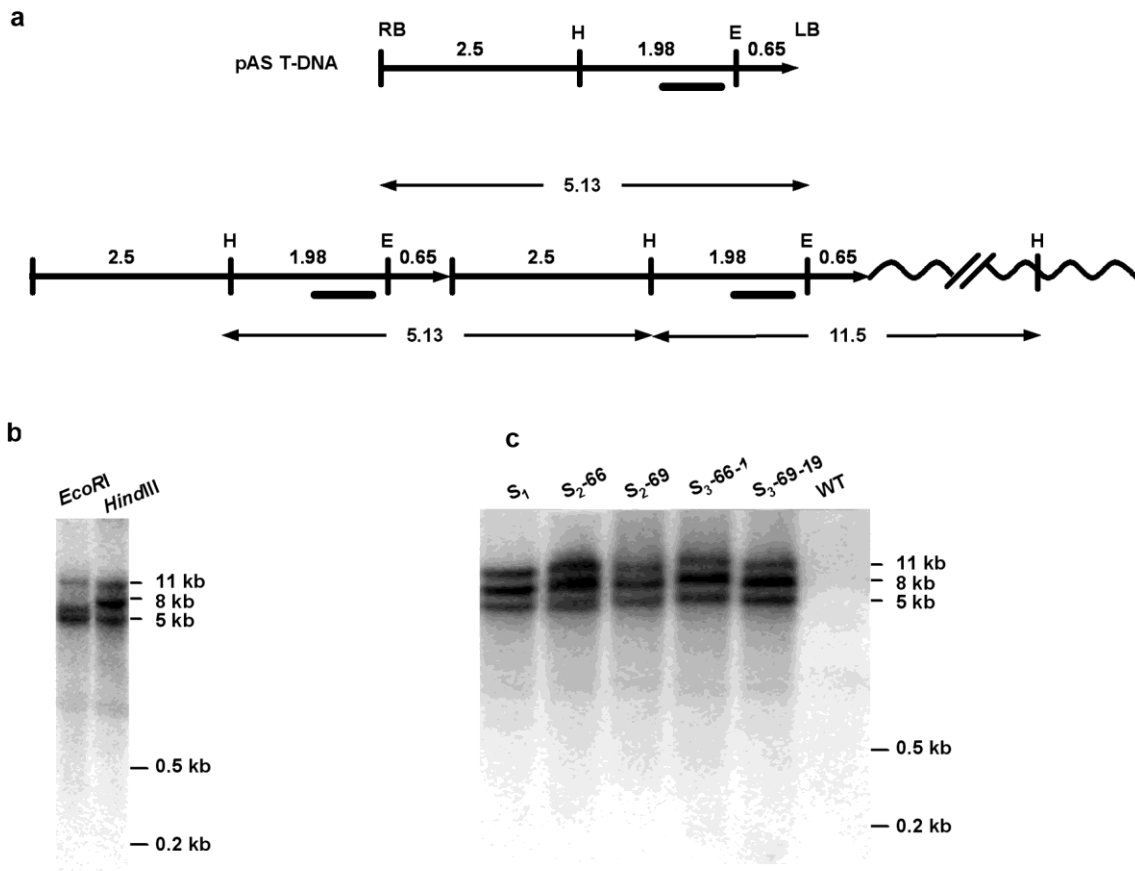 a
RB H E LB
2.5 1.98 0.65
pAS T-DNA
5.13
H E H E H
2.5 1.98 0.65 2.5 1.98 0.65
5.13 11.5
b
EcoRI HindIII
11 kb
8 kb
5 kb
0.5 kb
0.2 kb
c
S1 S2-66 S2-69 S3-66-1 S3-69-19 WT
11 kb
8 kb
5 kb
0.5 kb
0.2 kb